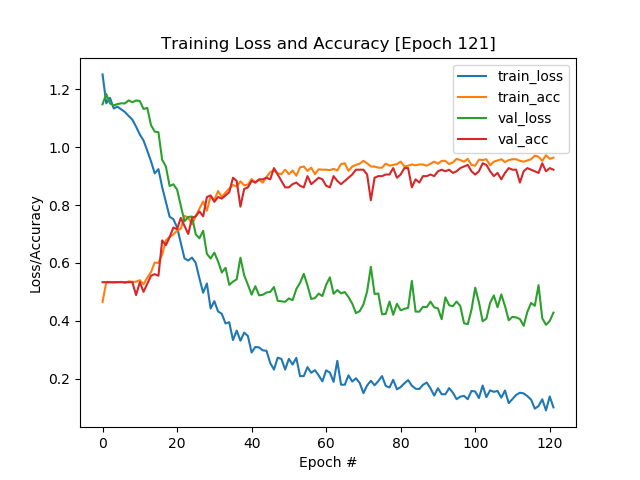 Training Loss and Accuracy [Epoch 121]
train_loss
train_acc
val_loss
val_acc
1.2
1.0
0.8
0.6
0.4
0.2
Loss/Accuracy
0 20 40 60 80 100 120
Epoch #